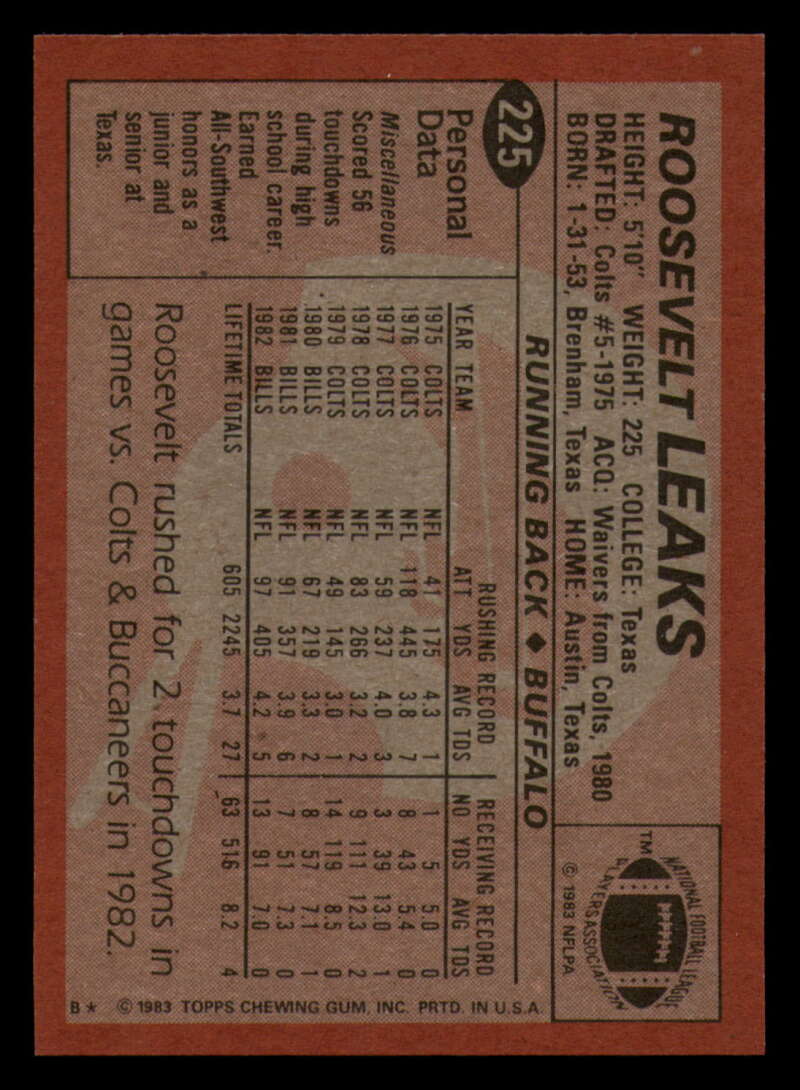 ROOSEVELT LEAKS
HEIGHT: 5'10" WEIGHT: 225 COLLEGE: Texas
DRAFTED: Colts #5-1975 ACQ: Waivers from Colts, 1980
BORN: 1-31-53, Brenham, Texas HOME: Austin, Texas
NATIONAL FOOTBALL LEAGUE
PLAYERS ASSOCIATION
TM
© 1983 NFLPA
225
RUNNING BACK ♦ BUFFALO
Personal
Data
Miscellaneous
Scored 56
touchdowns
during high
school career.
Earned
All-Southwest
honors as a
junior and
senior at
Texas.
RUSHING RECORD RECEIVING RECORD
YEAR TEAM ATT YDS AVG TDS NO YDS AVG TDS
1975 COLTS NFL 41 175 4.3 1 1 5 5.0 0
1976 COLTS NFL 118 445 3.8 7 8 43 5.4 0
1977 COLTS NFL 59 237 4.0 3 3 39 13.0 1
1978 COLTS NFL 83 266 3.2 2 9 111 12.3 2
1979 COLTS NFL 49 145 3.0 1 14 119 8.5 0
1980 BILLS NFL 67 219 3.3 2 8 57 7.1 1
1981 BILLS NFL 91 357 3.9 6 7 51 7.3 0
1982 BILLS NFL 97 405 4.2 5 13 91 7.0 0
LIFETIME TOTALS 605 2245 3.7 27 63 516 8.2 4
Roosevelt rushed for 2 touchdowns in
games vs. Colts & Buccaneers in 1982.
B* © 1983 TOPPS CHEWING GUM, INC. PRTD. IN U.S.A.